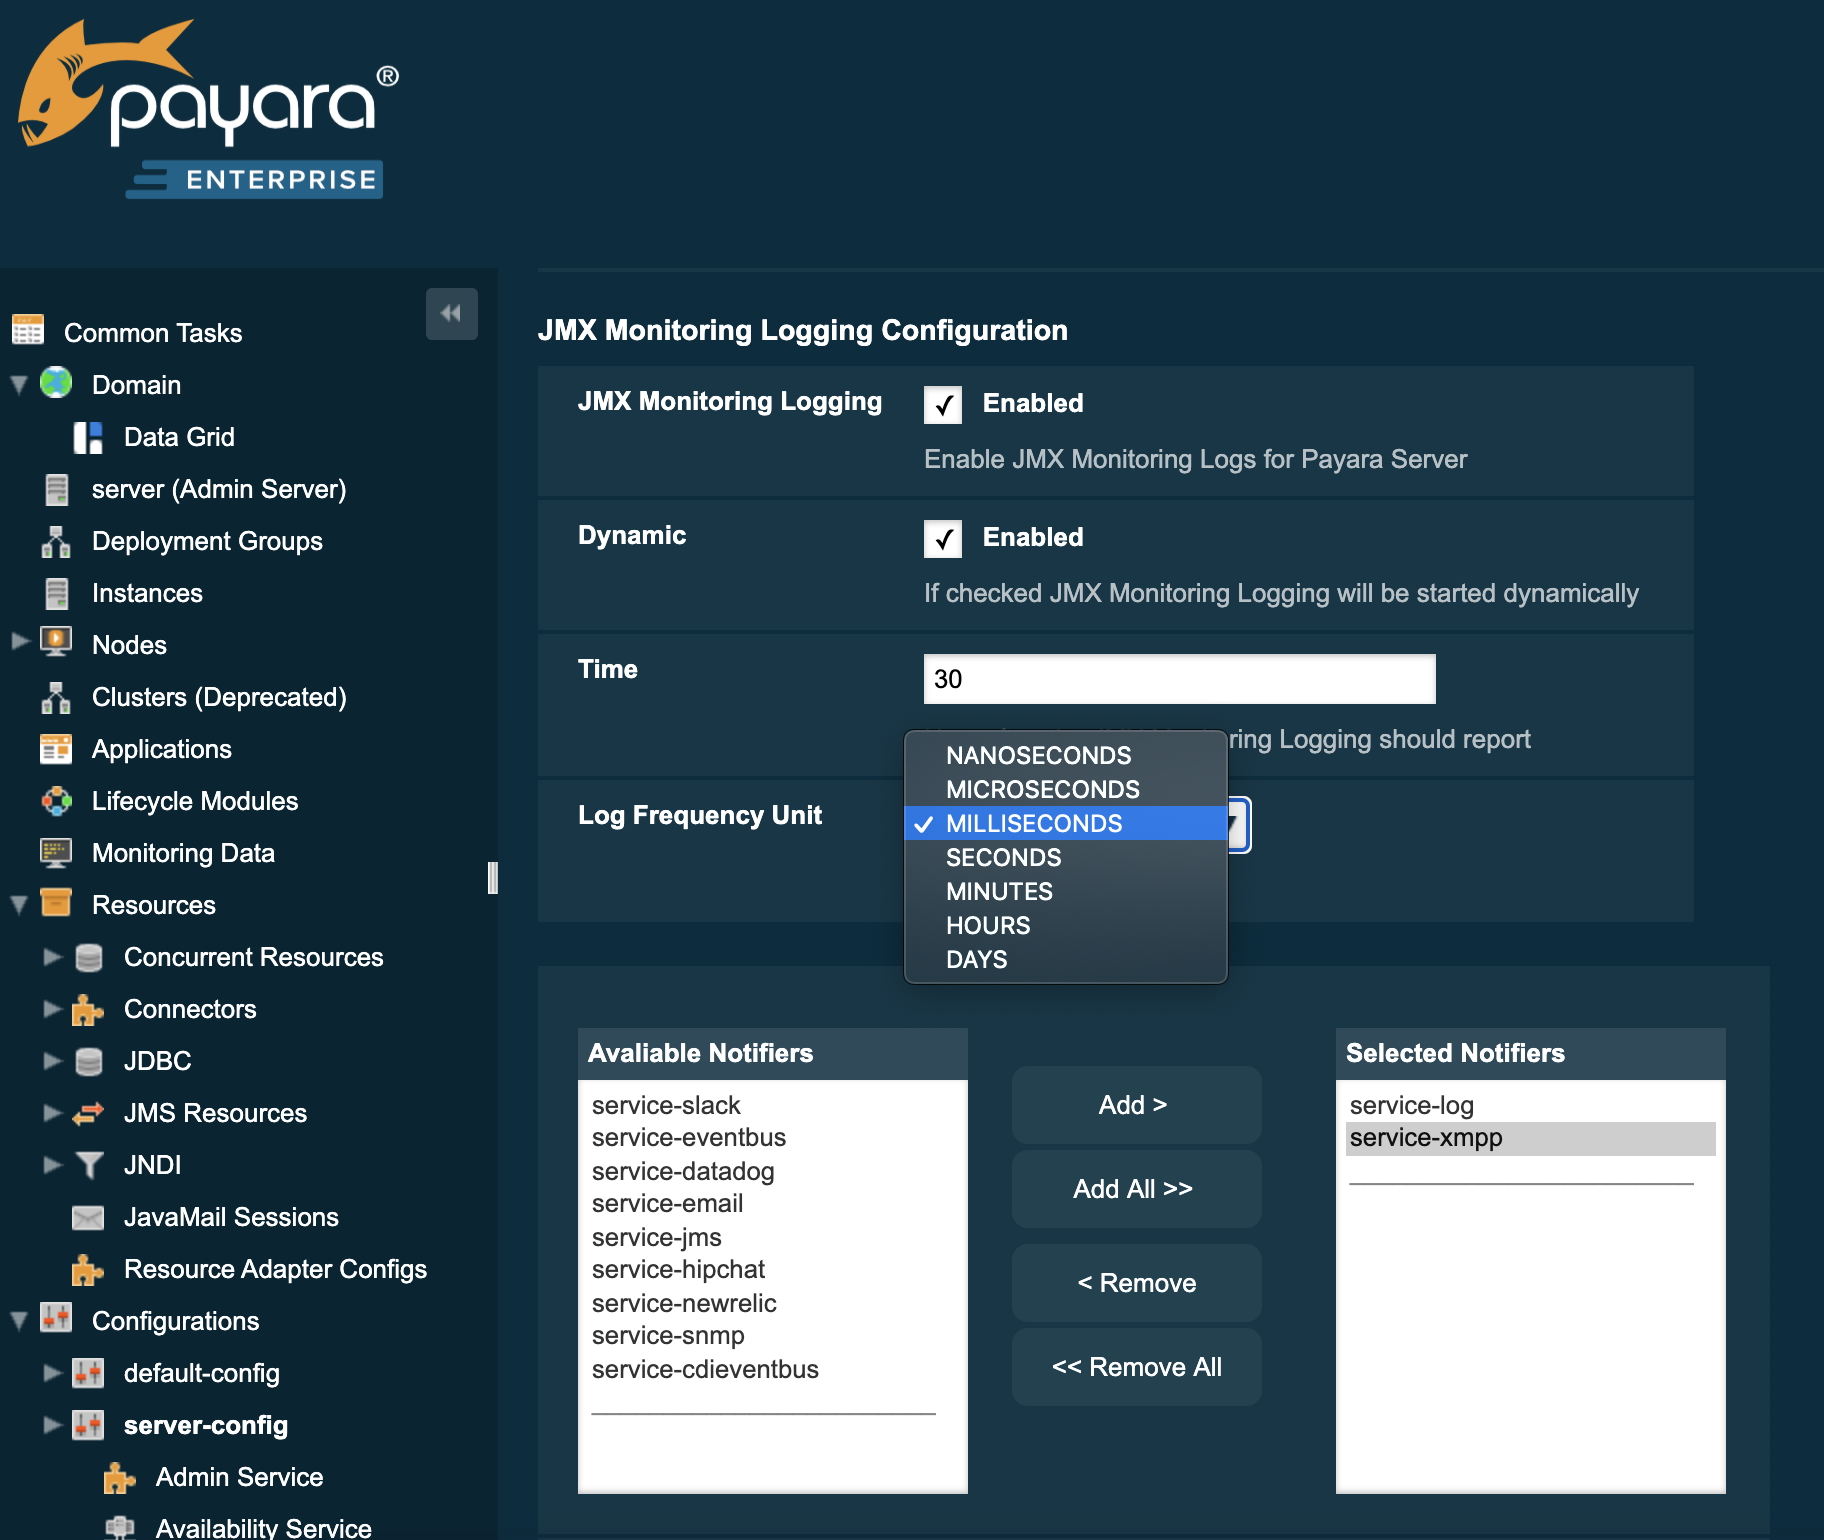 payara®
ENTERPRISE
Common Tasks
Domain
Data Grid
server (Admin Server)
Deployment Groups
Instances
Nodes
Clusters (Deprecated)
Applications
Lifecycle Modules
Monitoring Data
Resources
Concurrent Resources
Connectors
JDBC
JMS Resources
JNDI
JavaMail Sessions
Resource Adapter Configs
Configurations
default-config
server-config
Admin Service
Availability Service
JMX Monitoring Logging Configuration
JMX Monitoring Logging
Enabled
Enable JMX Monitoring Logs for Payara Server
Dynamic
Enabled
If checked JMX Monitoring Logging will be started dynamically
Time
30
Logging should report
Log Frequency Unit
NANOSECONDS
MICROSECONDS
✓ MILLISECONDS
SECONDS
MINUTES
HOURS
DAYS
Avaliable Notifiers
service-slack
service-eventbus
service-datadog
service-email
service-jms
service-hipchat
service-newrelic
service-snmp
service-cdieventbus
Add >
Add All >>
< Remove
<< Remove All
Selected Notifiers
service-log
service-xmpp